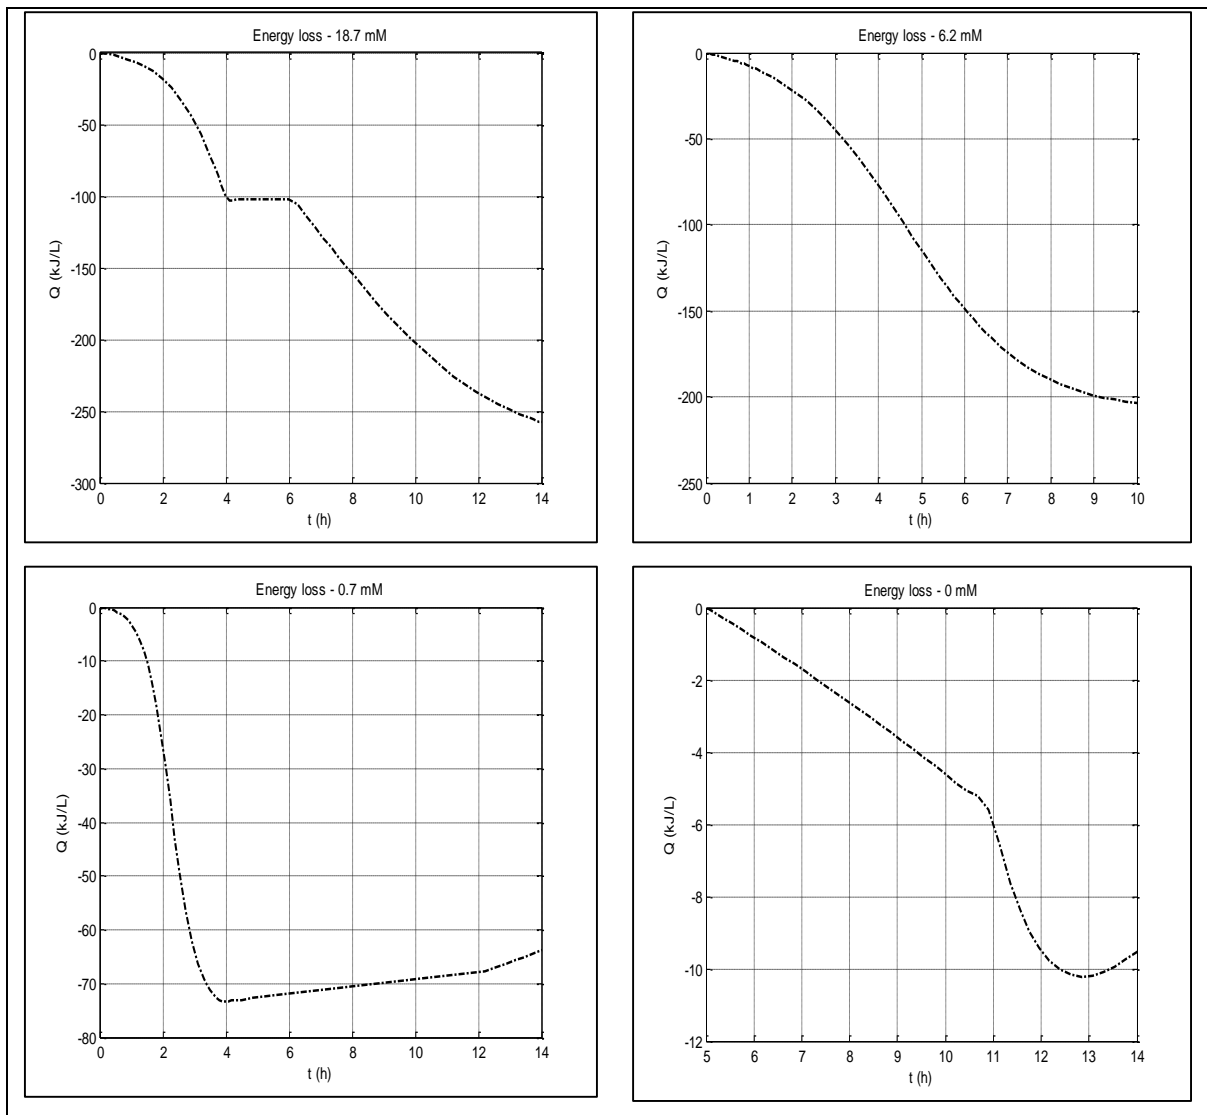 Energy loss - 18.7 mM
0
-50
-100
-150
-200
-250
-300
Q (kJ/L)
0 2 4 6 8 10 12 14
t (h)
Energy loss - 6.2 mM
0
-50
-100
-150
-200
-250
Q (kJ/L)
0 1 2 3 4 5 6 7 8 9 10
t (h)
Energy loss - 0.7 mM
0
-10
-20
-30
-40
-50
-60
-70
-80
Q (kJ/L)
0 2 4 6 8 10 12 14
t (h)
Energy loss - 0 mM
0
-2
-4
-6
-8
-10
-12
Q (kJ/L)
5 6 7 8 9 10 11 12 13 14
t (h)